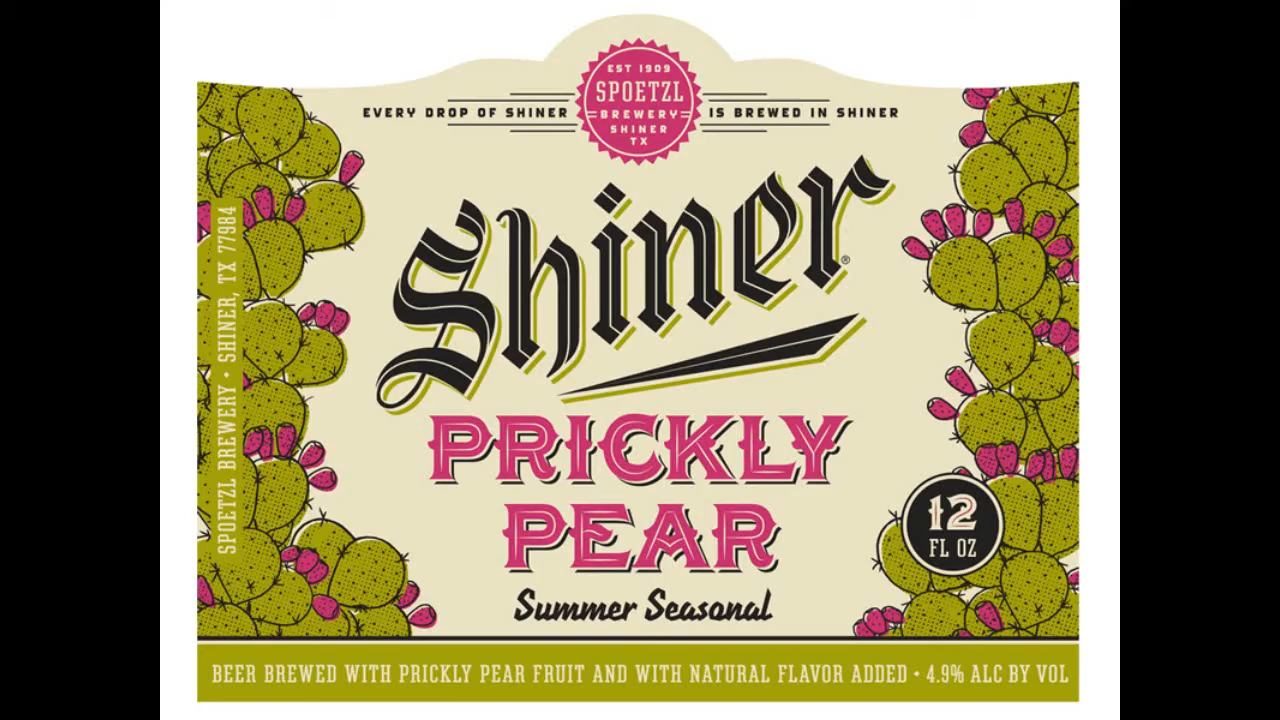 EST 1909
SPOETZL
BREWERY
SHINER
TX
EVERY DROP OF SHINER IS BREWED IN SHINER
Shiner®
PRICKLY
PEAR
Summer Seasonal
12
FL OZ
SPOETZL BREWERY • SHINER, TX 77984
BEER BREWED WITH PRICKLY PEAR FRUIT AND WITH NATURAL FLAVOR ADDED • 4.9% ALC BY VOL